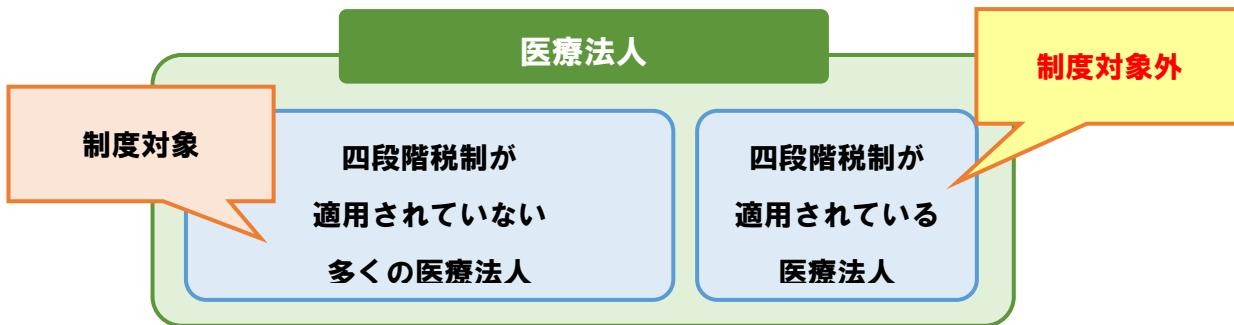 医療法人
制度対象外
制度対象
四段階税制が
適用されていない
多くの医療法人
四段階税制が
適用されている
医療法人